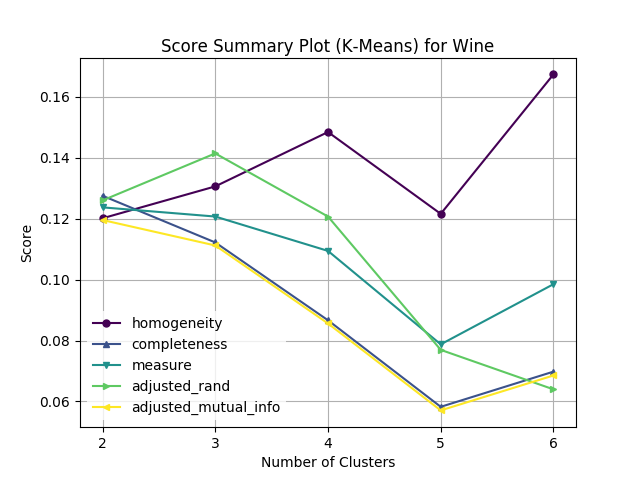 Score Summary Plot (K-Means) for Wine
Score
0.16
0.14
0.12
0.10
0.08
0.06
homogeneity
completeness
measure
adjusted_rand
adjusted_mutual_info
2 3 4 5 6
Number of Clusters